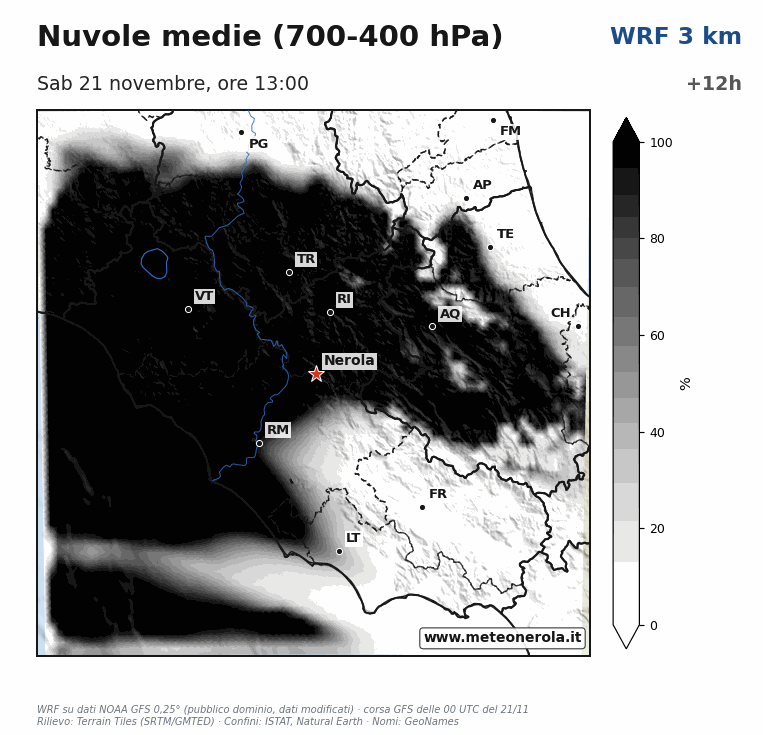 Nuvole medie (700-400 hPa)
WRF 3 km
Sab 21 novembre, ore 13:00
+12h
FM
PG
AP
TE
TR
VT
RI
AQ
CH
Nerola
RM
FR
LT
www.meteonerola.it
100
80
60
40
20
0
%
WRF su dati NOAA GFS 0,25° (pubblico dominio, dati modificati) · corsa GFS delle 00 UTC del 21/11
Rilievo: Terrain Tiles (SRTM/GMTED) · Confini: ISTAT, Natural Earth · Nomi: GeoNames